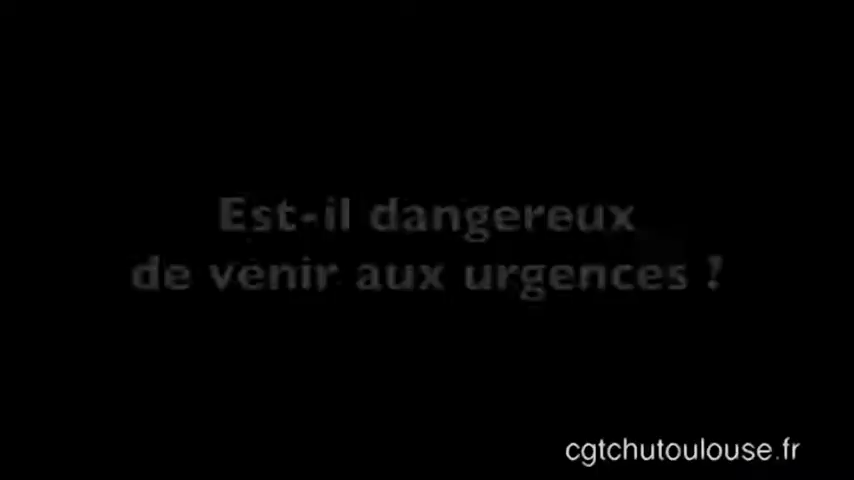 Est-il dangereux
de venir aux urgences ?
cgtchutoulouse.fr